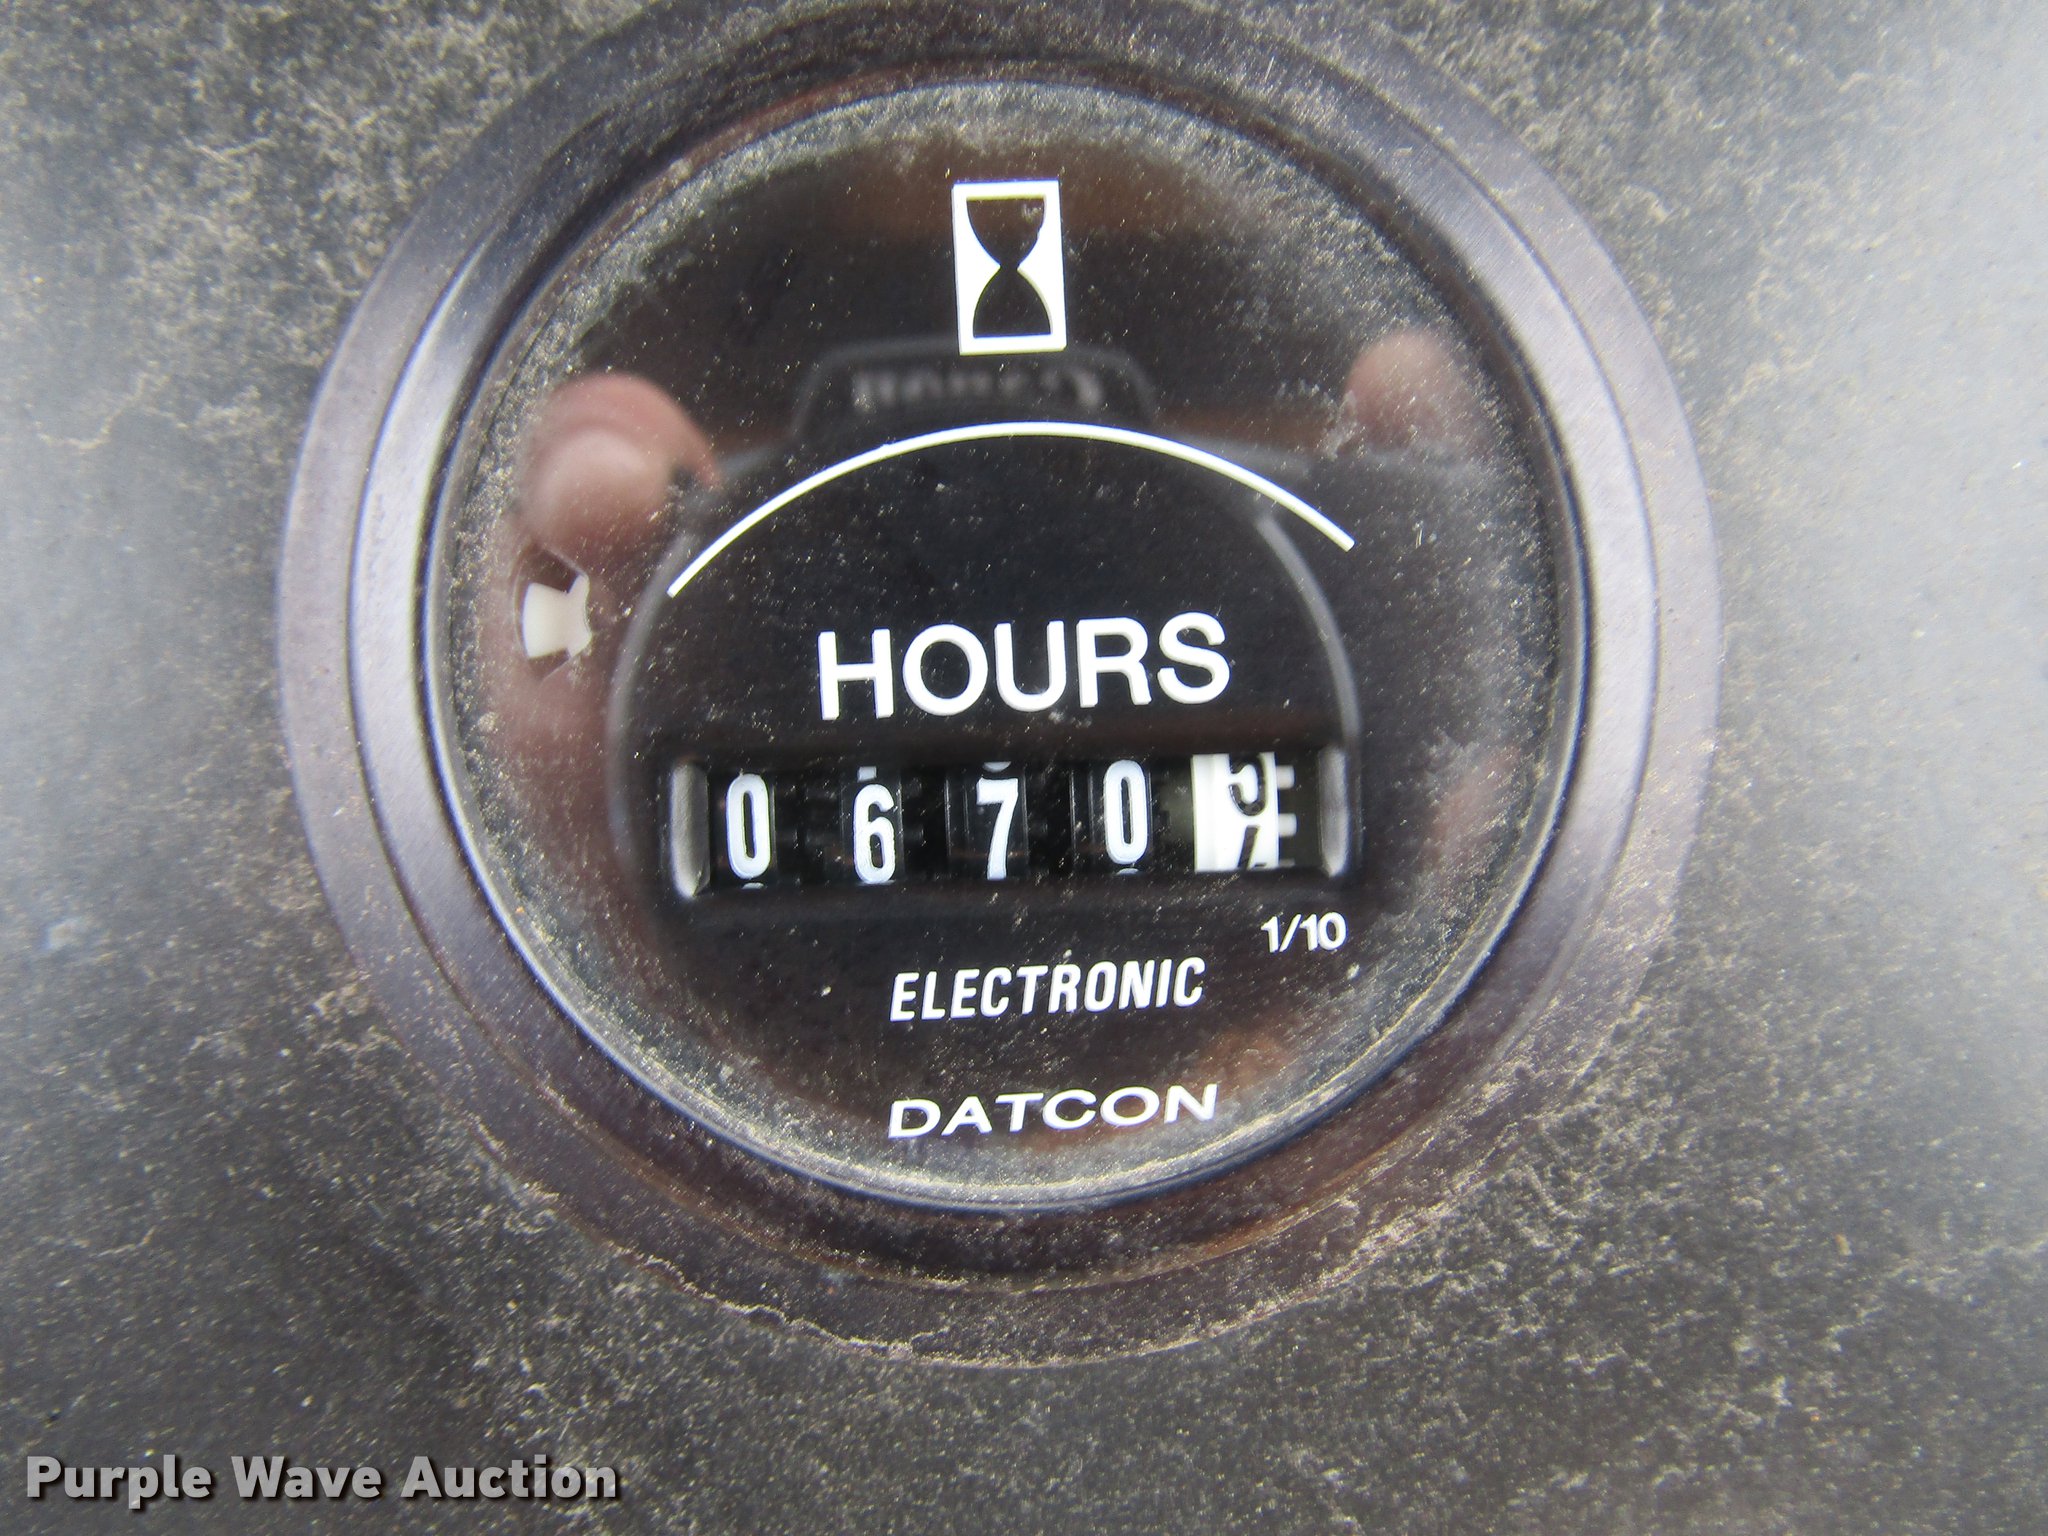 HOURS
0670
1/10
ELECTRONIC
DATCON
Purple Wave Auction